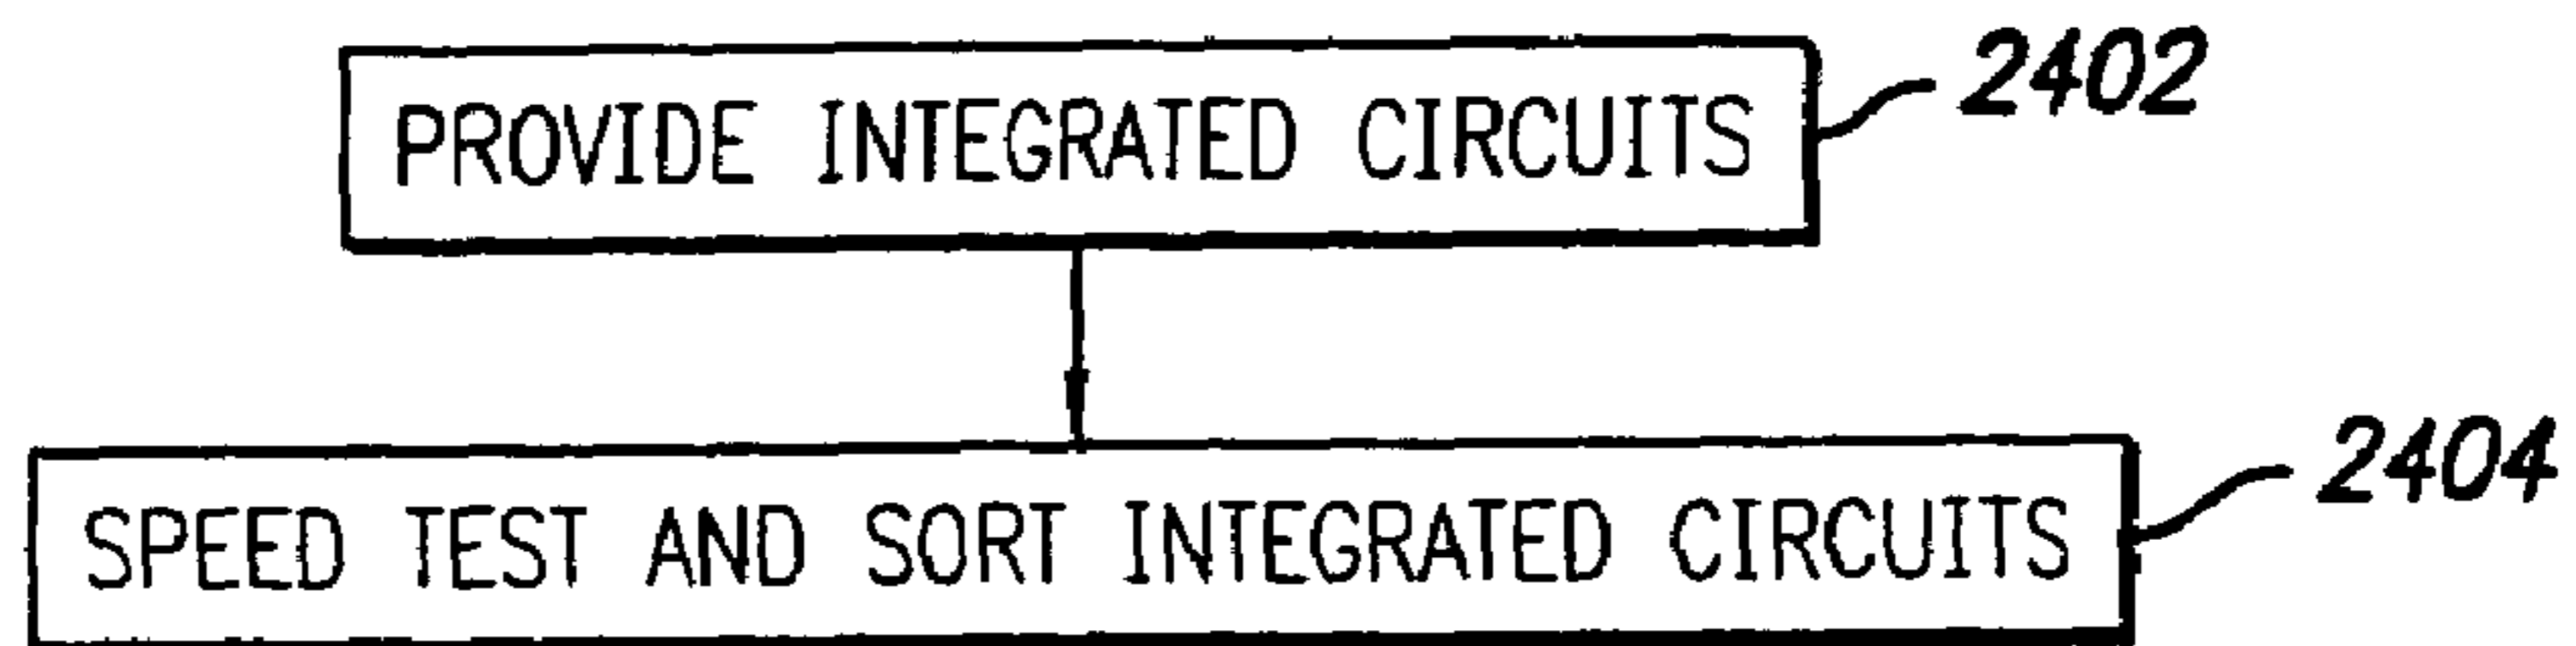 PROVIDE INTEGRATED CIRCUITS
2402
SPEED TEST AND SORT INTEGRATED CIRCUITS
2404